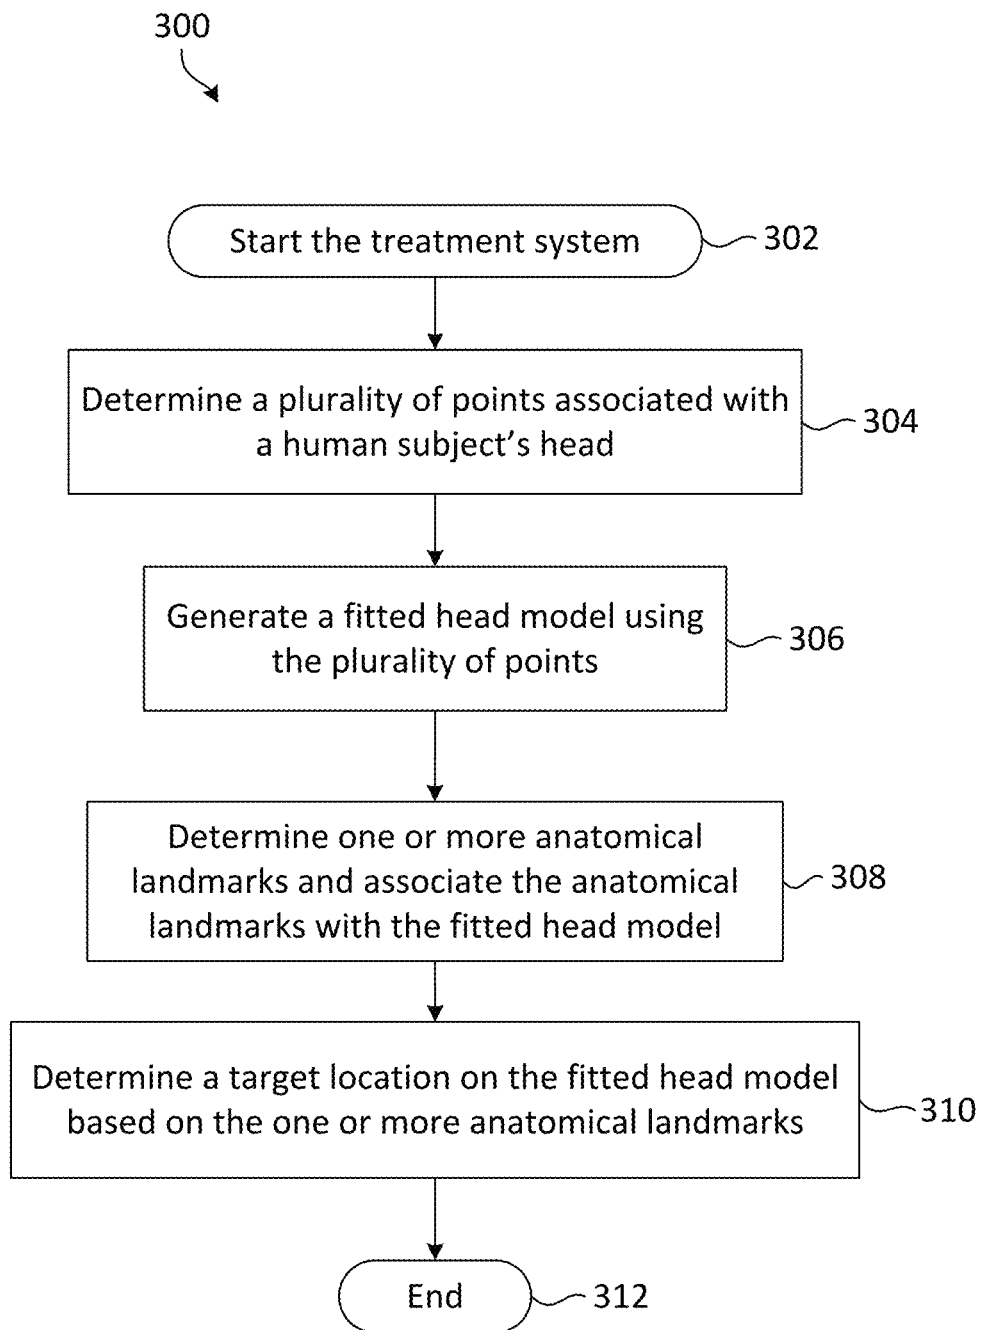 300
Start the treatment system
302
Determine a plurality of points associated with
a human subject's head
304
Generate a fitted head model using
the plurality of points
306
Determine one or more anatomical
landmarks and associate the anatomical
landmarks with the fitted head model
308
Determine a target location on the fitted head model
based on the one or more anatomical landmarks
310
End
312